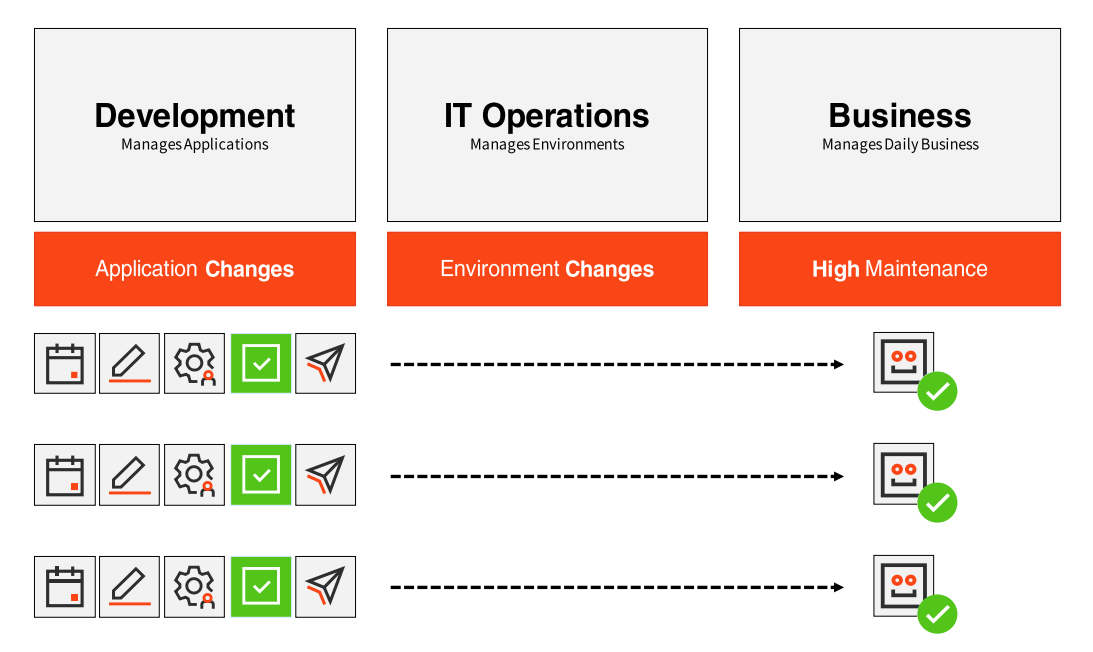 Development
Manages Applications
IT Operations
Manages Environments
Business
Manages Daily Business
Application Changes
Environment Changes
High Maintenance